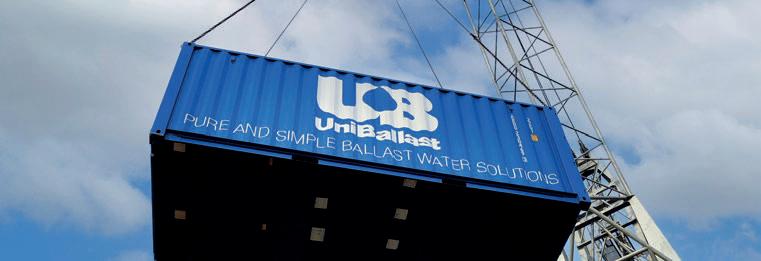 UB
UniBallast
PURE AND SIMPLE BALLAST WATER SOLUTIONS